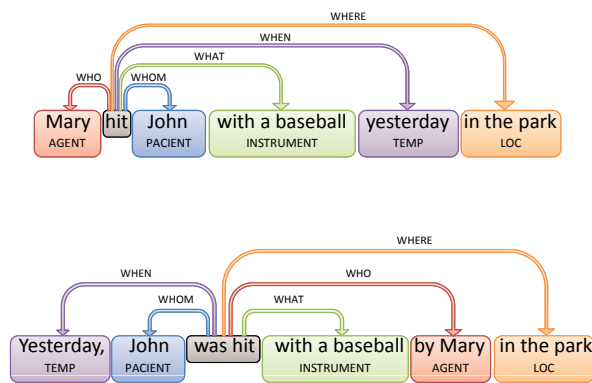 WHERE
WHEN
WHAT
WHO WHOM
Mary hit John with a baseball yesterday in the park
AGENT PACIENT INSTRUMENT TEMP LOC
WHERE
WHEN WHO
WHOM WHAT
Yesterday, John was hit with a baseball by Mary in the park
TEMP PACIENT INSTRUMENT AGENT LOC